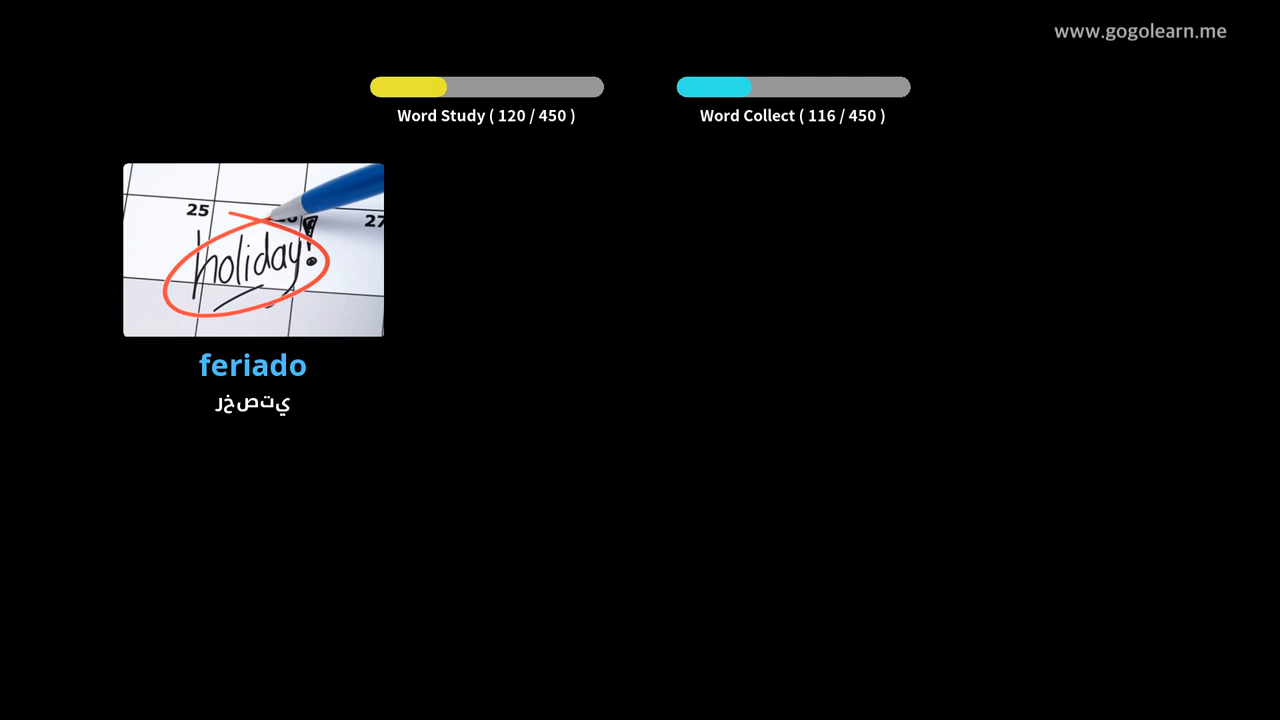 www.gogolearn.me
Word Study ( 120 / 450 )
Word Collect ( 116 / 450 )
25 27
holiday!
feriado
رخصتي